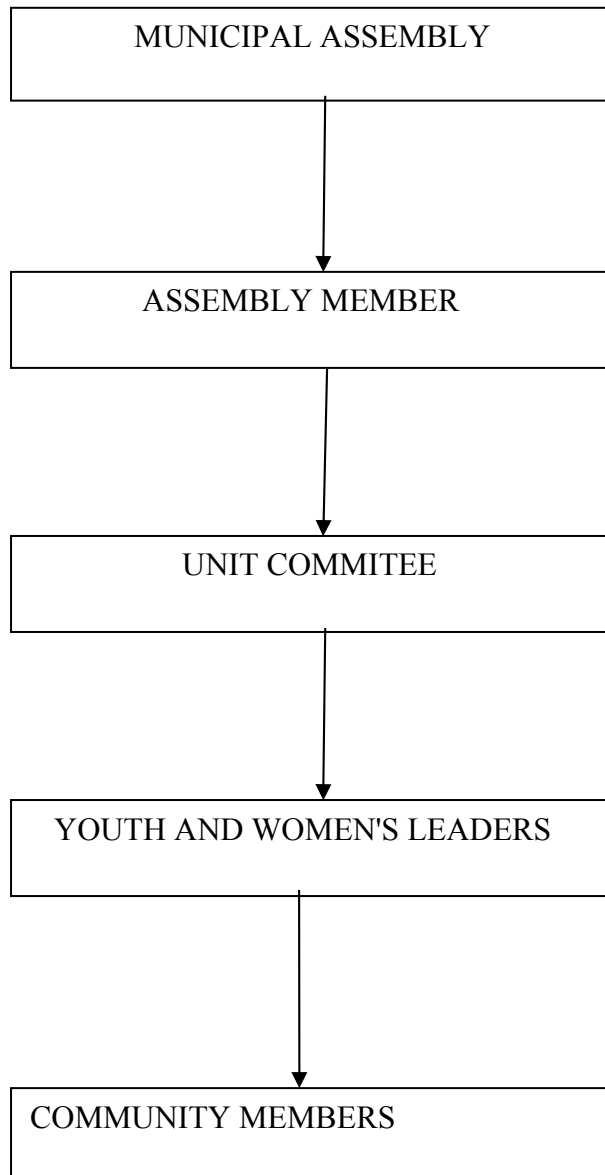 MUNICIPAL ASSEMBLY
ASSEMBLY MEMBER
UNIT COMMITEE
YOUTH AND WOMEN'S LEADERS
COMMUNITY MEMBERS